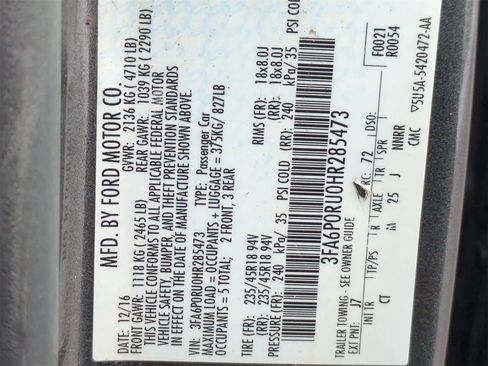 MFD. BY FORD MOTOR CO.
DATE: 12/16 GVWR: 2136 KG ( 4710 LB)
FRONT GAWR: 1118 KG ( 2465 LB) REAR GAWR: 1039 KG ( 2290 LB)
THIS VEHICLE CONFORMS TO ALL APPLICABLE FEDERAL MOTOR
VEHICLE SAFETY, BUMPER, AND THEFT PREVENTION STANDARDS
IN EFFECT ON THE DATE OF MANUFACTURE SHOWN ABOVE.
VIN: 3FA6P0RU0HR285473 TYPE: Passenger Car
MAXIMUM LOAD = OCCUPANTS + LUGGAGE = 375KG/ 827LB
OCCUPANTS = 5 TOTAL; 2 FRONT, 3 REAR
TIRE (FR): 235/45R18 94V RIMS (FR): 18x8.0J
(RR): 235/45R18 94V (RR): 18x8.0J
PRESSURE (FR): 240 kPa/ 35 PSI COLD (RR): 240 kPa/ 35 PSI COLD
3FA6P0RU0HR285473
F0021
R0054
TRAILER TOWING - SEE OWNER GUIDE
EXT PNT: J7 RC: 72 DSO:
INT TR TP/PS R AXLE TR SPR
CT M 25 J NNRR
CMC ▽5U5A-5420472-AA